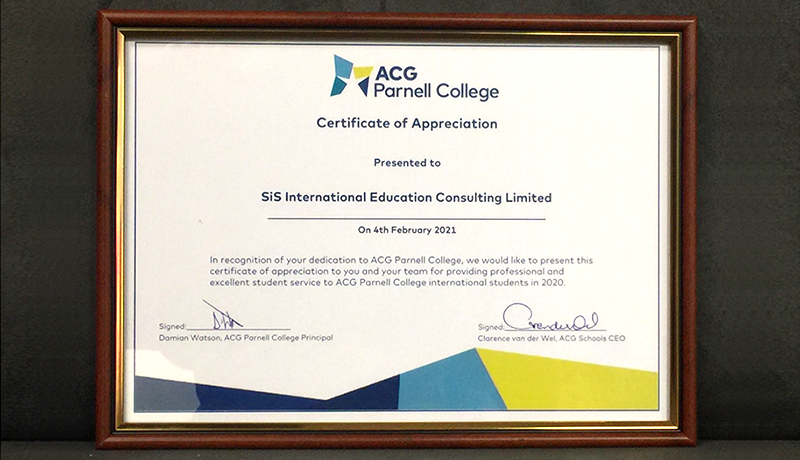 ACG
Parnell College
Certificate of Appreciation
Presented to
SiS International Education Consulting Limited
On 4th February 2021
In recognition of your dedication to ACG Parnell College, we would like to present this
certificate of appreciation to you and your team for providing professional and
excellent student service to ACG Parnell College international students in 2020.
Signed:
Damian Watson, ACG Parnell College Principal
Signed:
Clarence van der Wel, ACG Schools CEO